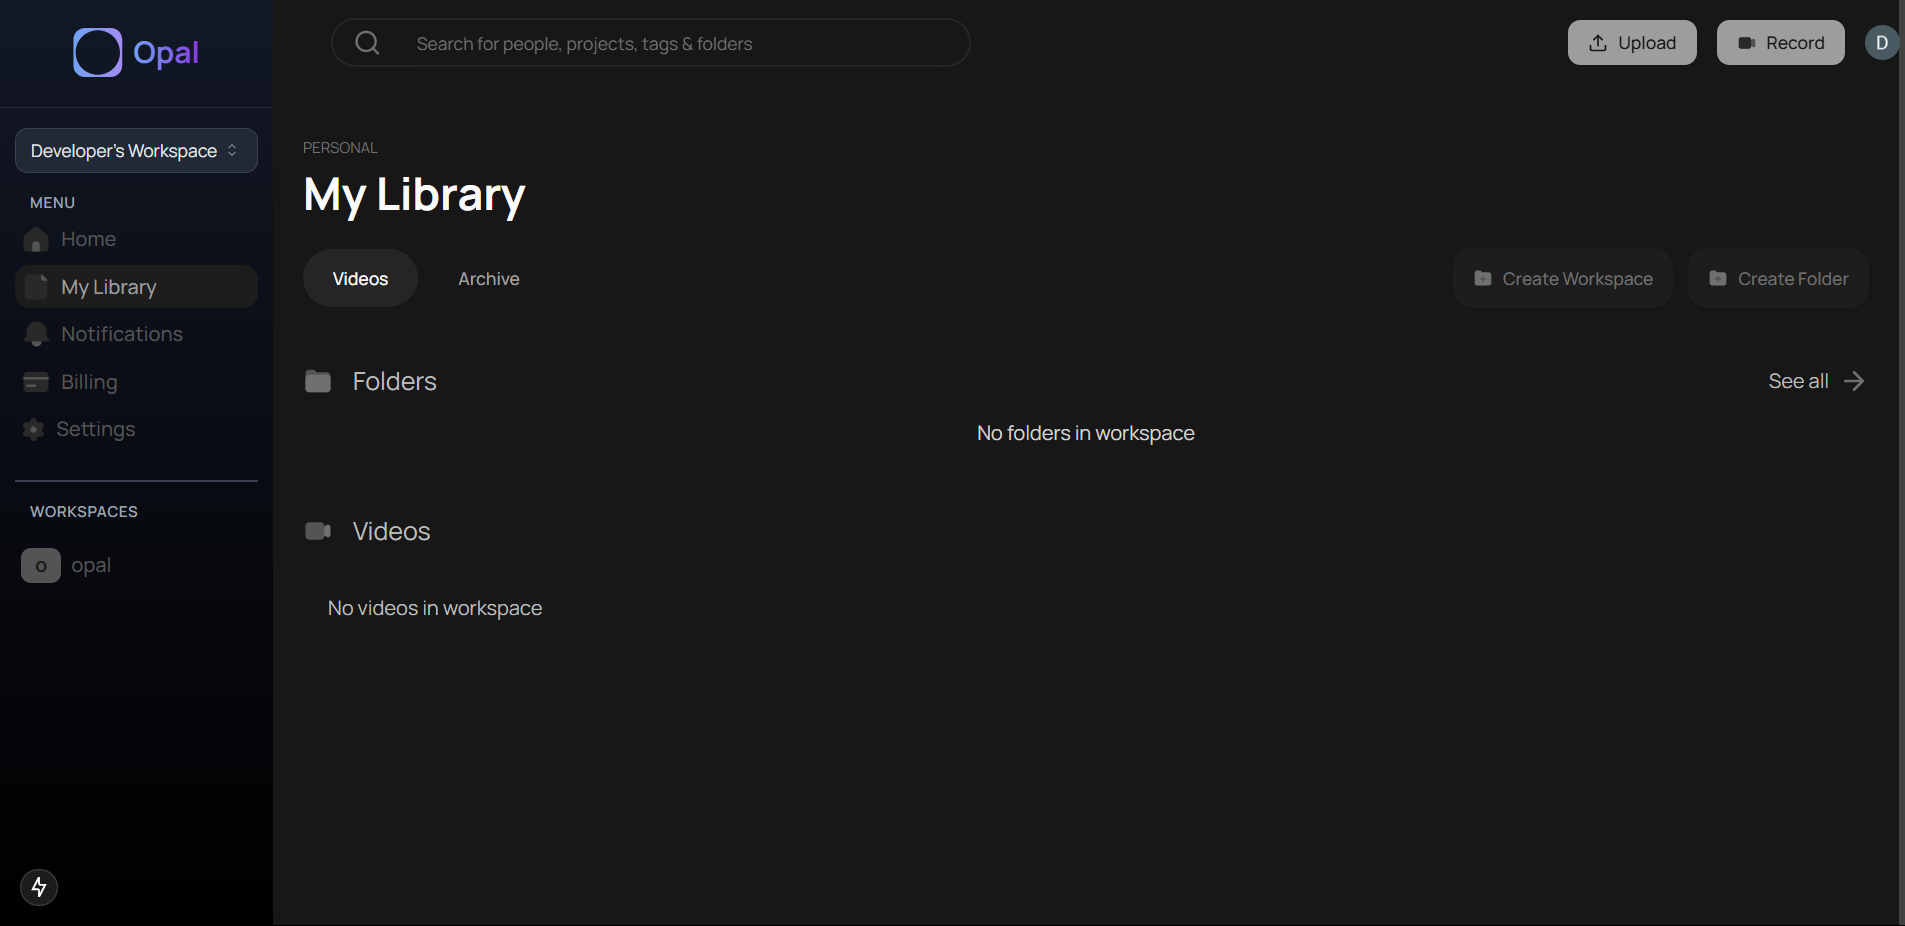 Opal
Search for people, projects, tags & folders
Upload
Record
D
Developer's Workspace
MENU
Home
My Library
Notifications
Billing
Settings
WORKSPACES
o
opal
PERSONAL
My Library
Videos
Archive
Create Workspace
Create Folder
Folders
See all
No folders in workspace
Videos
No videos in workspace